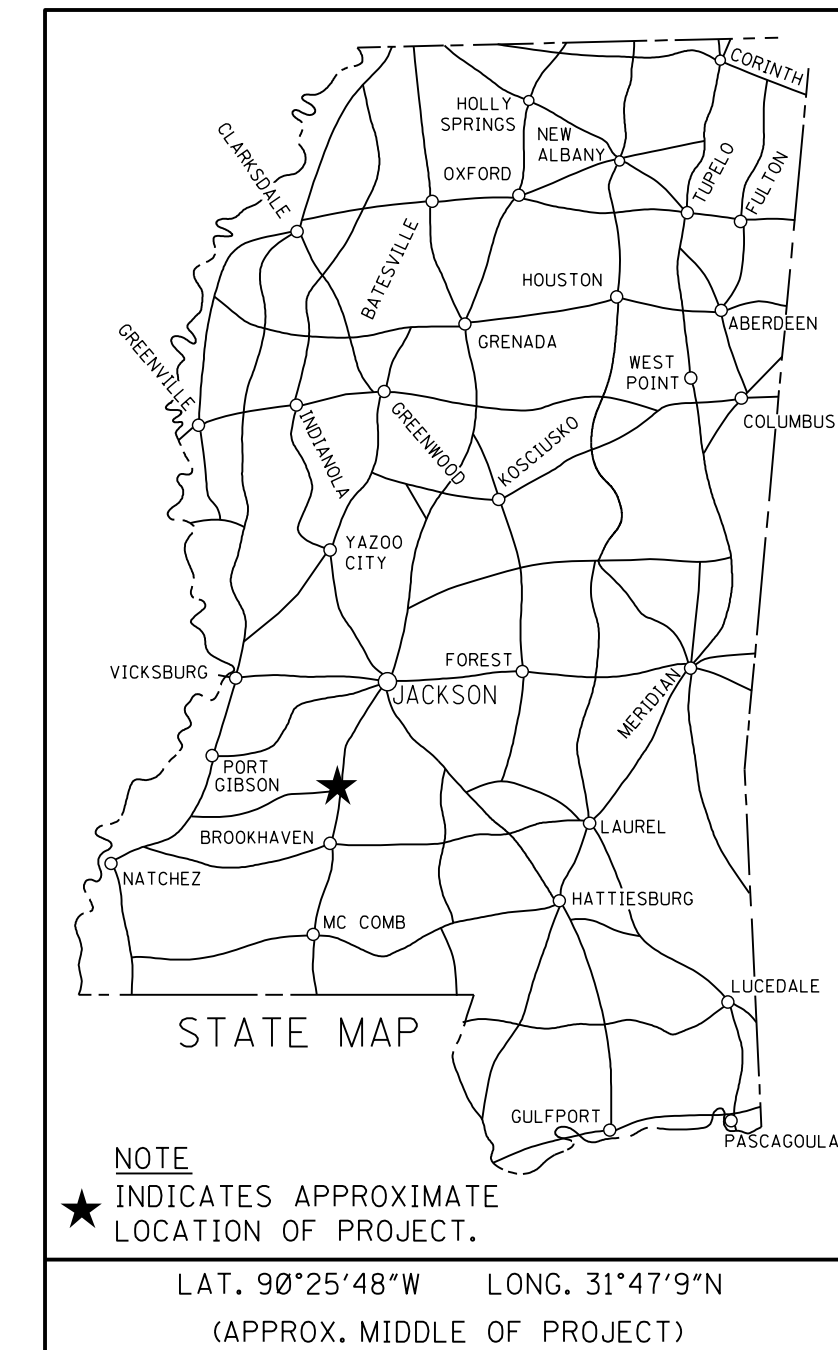 CORINTH
HOLLY
SPRINGS
NEW
ALBANY
CLARKSDALE
OXFORD
TUPELO
FULTON
BATESVILLE
HOUSTON
GREENVILLE
GRENADA
ABERDEEN
WEST
POINT
INDIANOLA
GREENWOOD
KOSCIUSKO
COLUMBUS
YAZOO
CITY
VICKSBURG
FOREST
JACKSON
MERIDIAN
PORT
GIBSON
BROOKHAVEN
LAUREL
NATCHEZ
HATTIESBURG
MC COMB
LUCEDALE
STATE MAP
GULFPORT
PASCAGOULA
NOTE
INDICATES APPROXIMATE
LOCATION OF PROJECT.
LAT. 90°25'48"W LONG. 31°47'9"N
(APPROX. MIDDLE OF PROJECT)